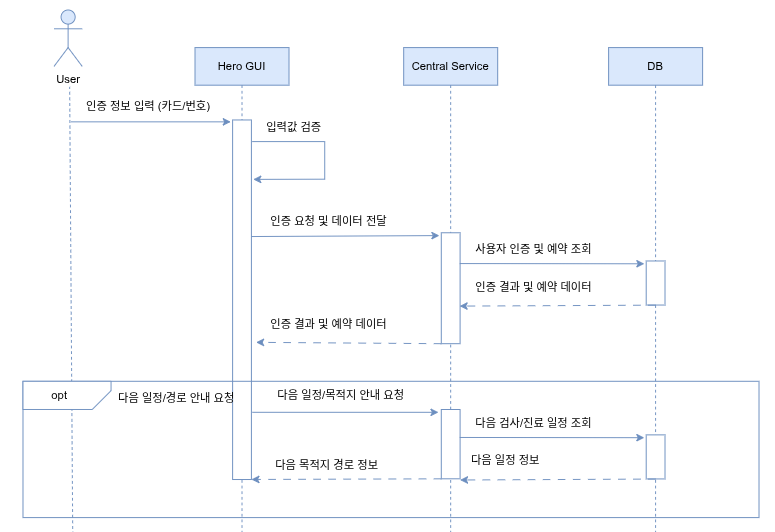 User
Hero GUI
Central Service
DB
인증 정보 입력 (카드/번호)
입력값 검증
인증 요청 및 데이터 전달
사용자 인증 및 예약 조회
인증 결과 및 예약 데이터
인증 결과 및 예약 데이터
opt
다음 일정/경로 안내 요청
다음 일정/목적지 안내 요청
다음 검사/진료 일정 조회
다음 일정 정보
다음 목적지 경로 정보